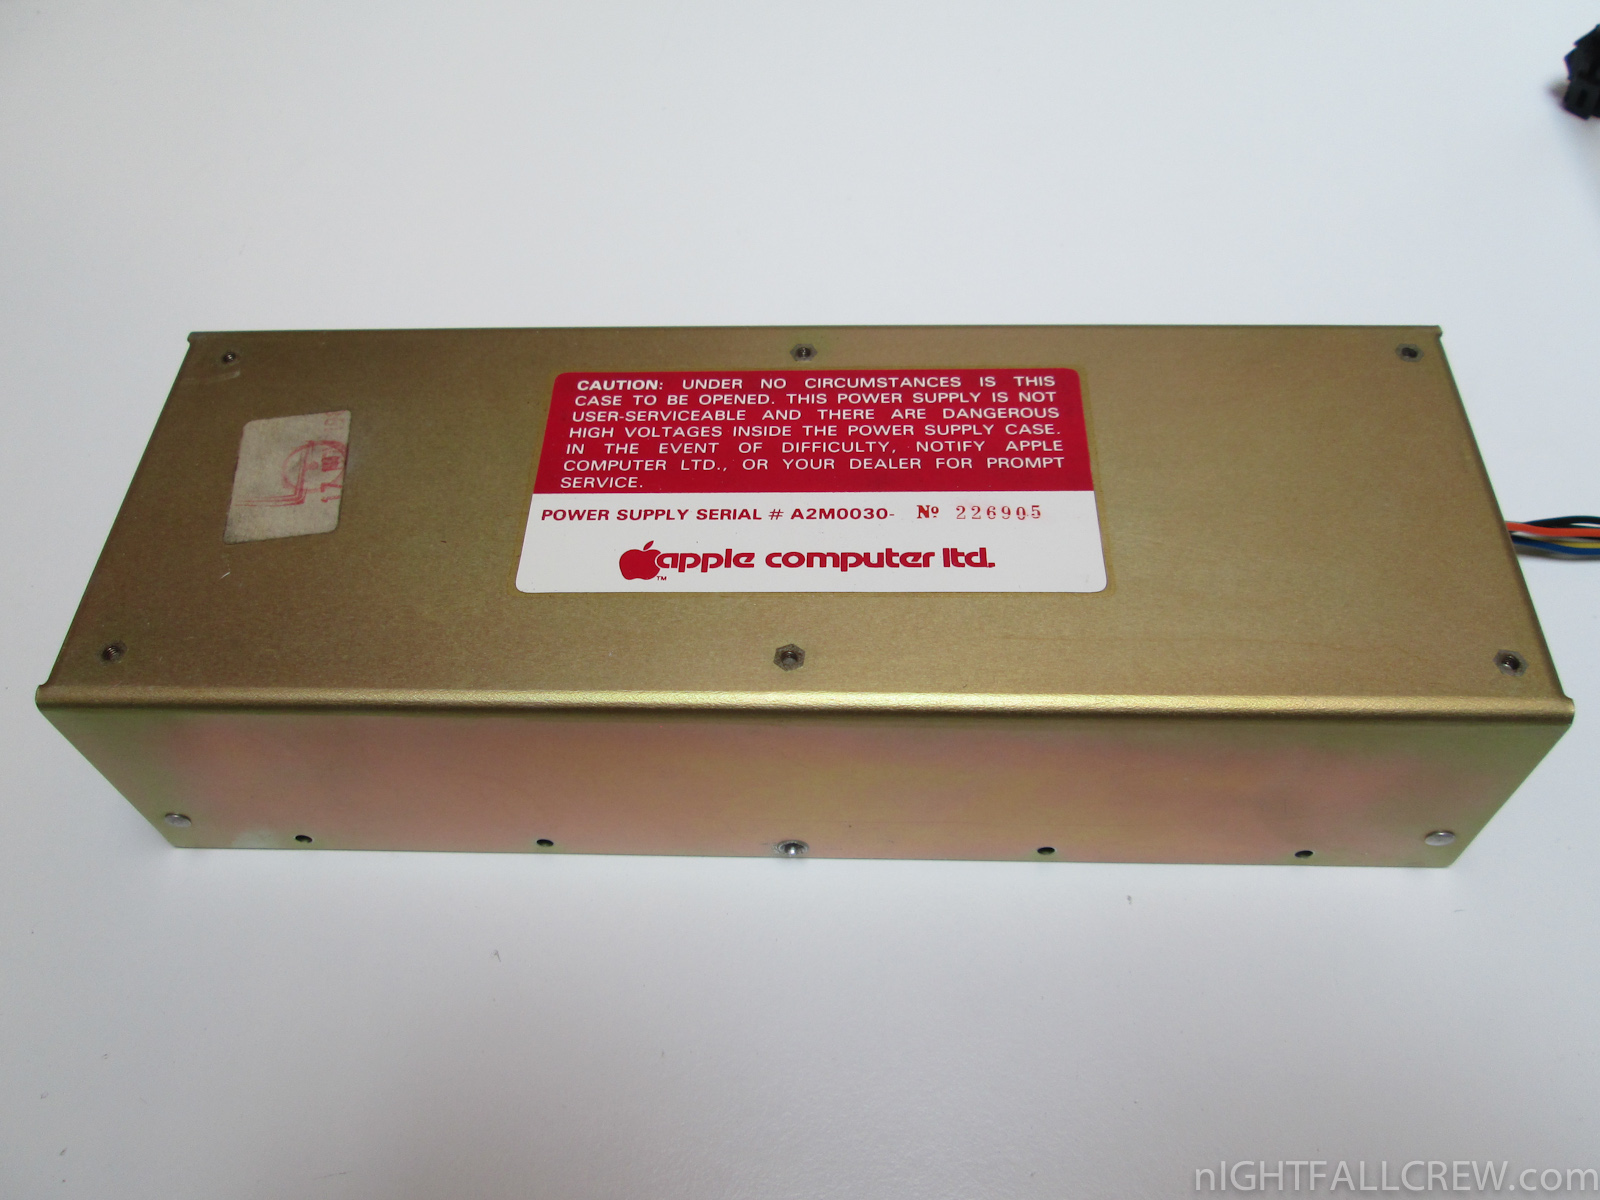 CAUTION: UNDER NO CIRCUMSTANCES IS THIS
CASE TO BE OPENED. THIS POWER SUPPLY IS NOT
USER-SERVICEABLE AND THERE ARE DANGEROUS
HIGH VOLTAGES INSIDE THE POWER SUPPLY CASE.
IN THE EVENT OF DIFFICULTY, NOTIFY APPLE
COMPUTER LTD., OR YOUR DEALER FOR PROMPT
SERVICE.
POWER SUPPLY SERIAL # A2M0030- Nº 226905
apple computer ltd.
TM
nIGHTFALLCREW.com